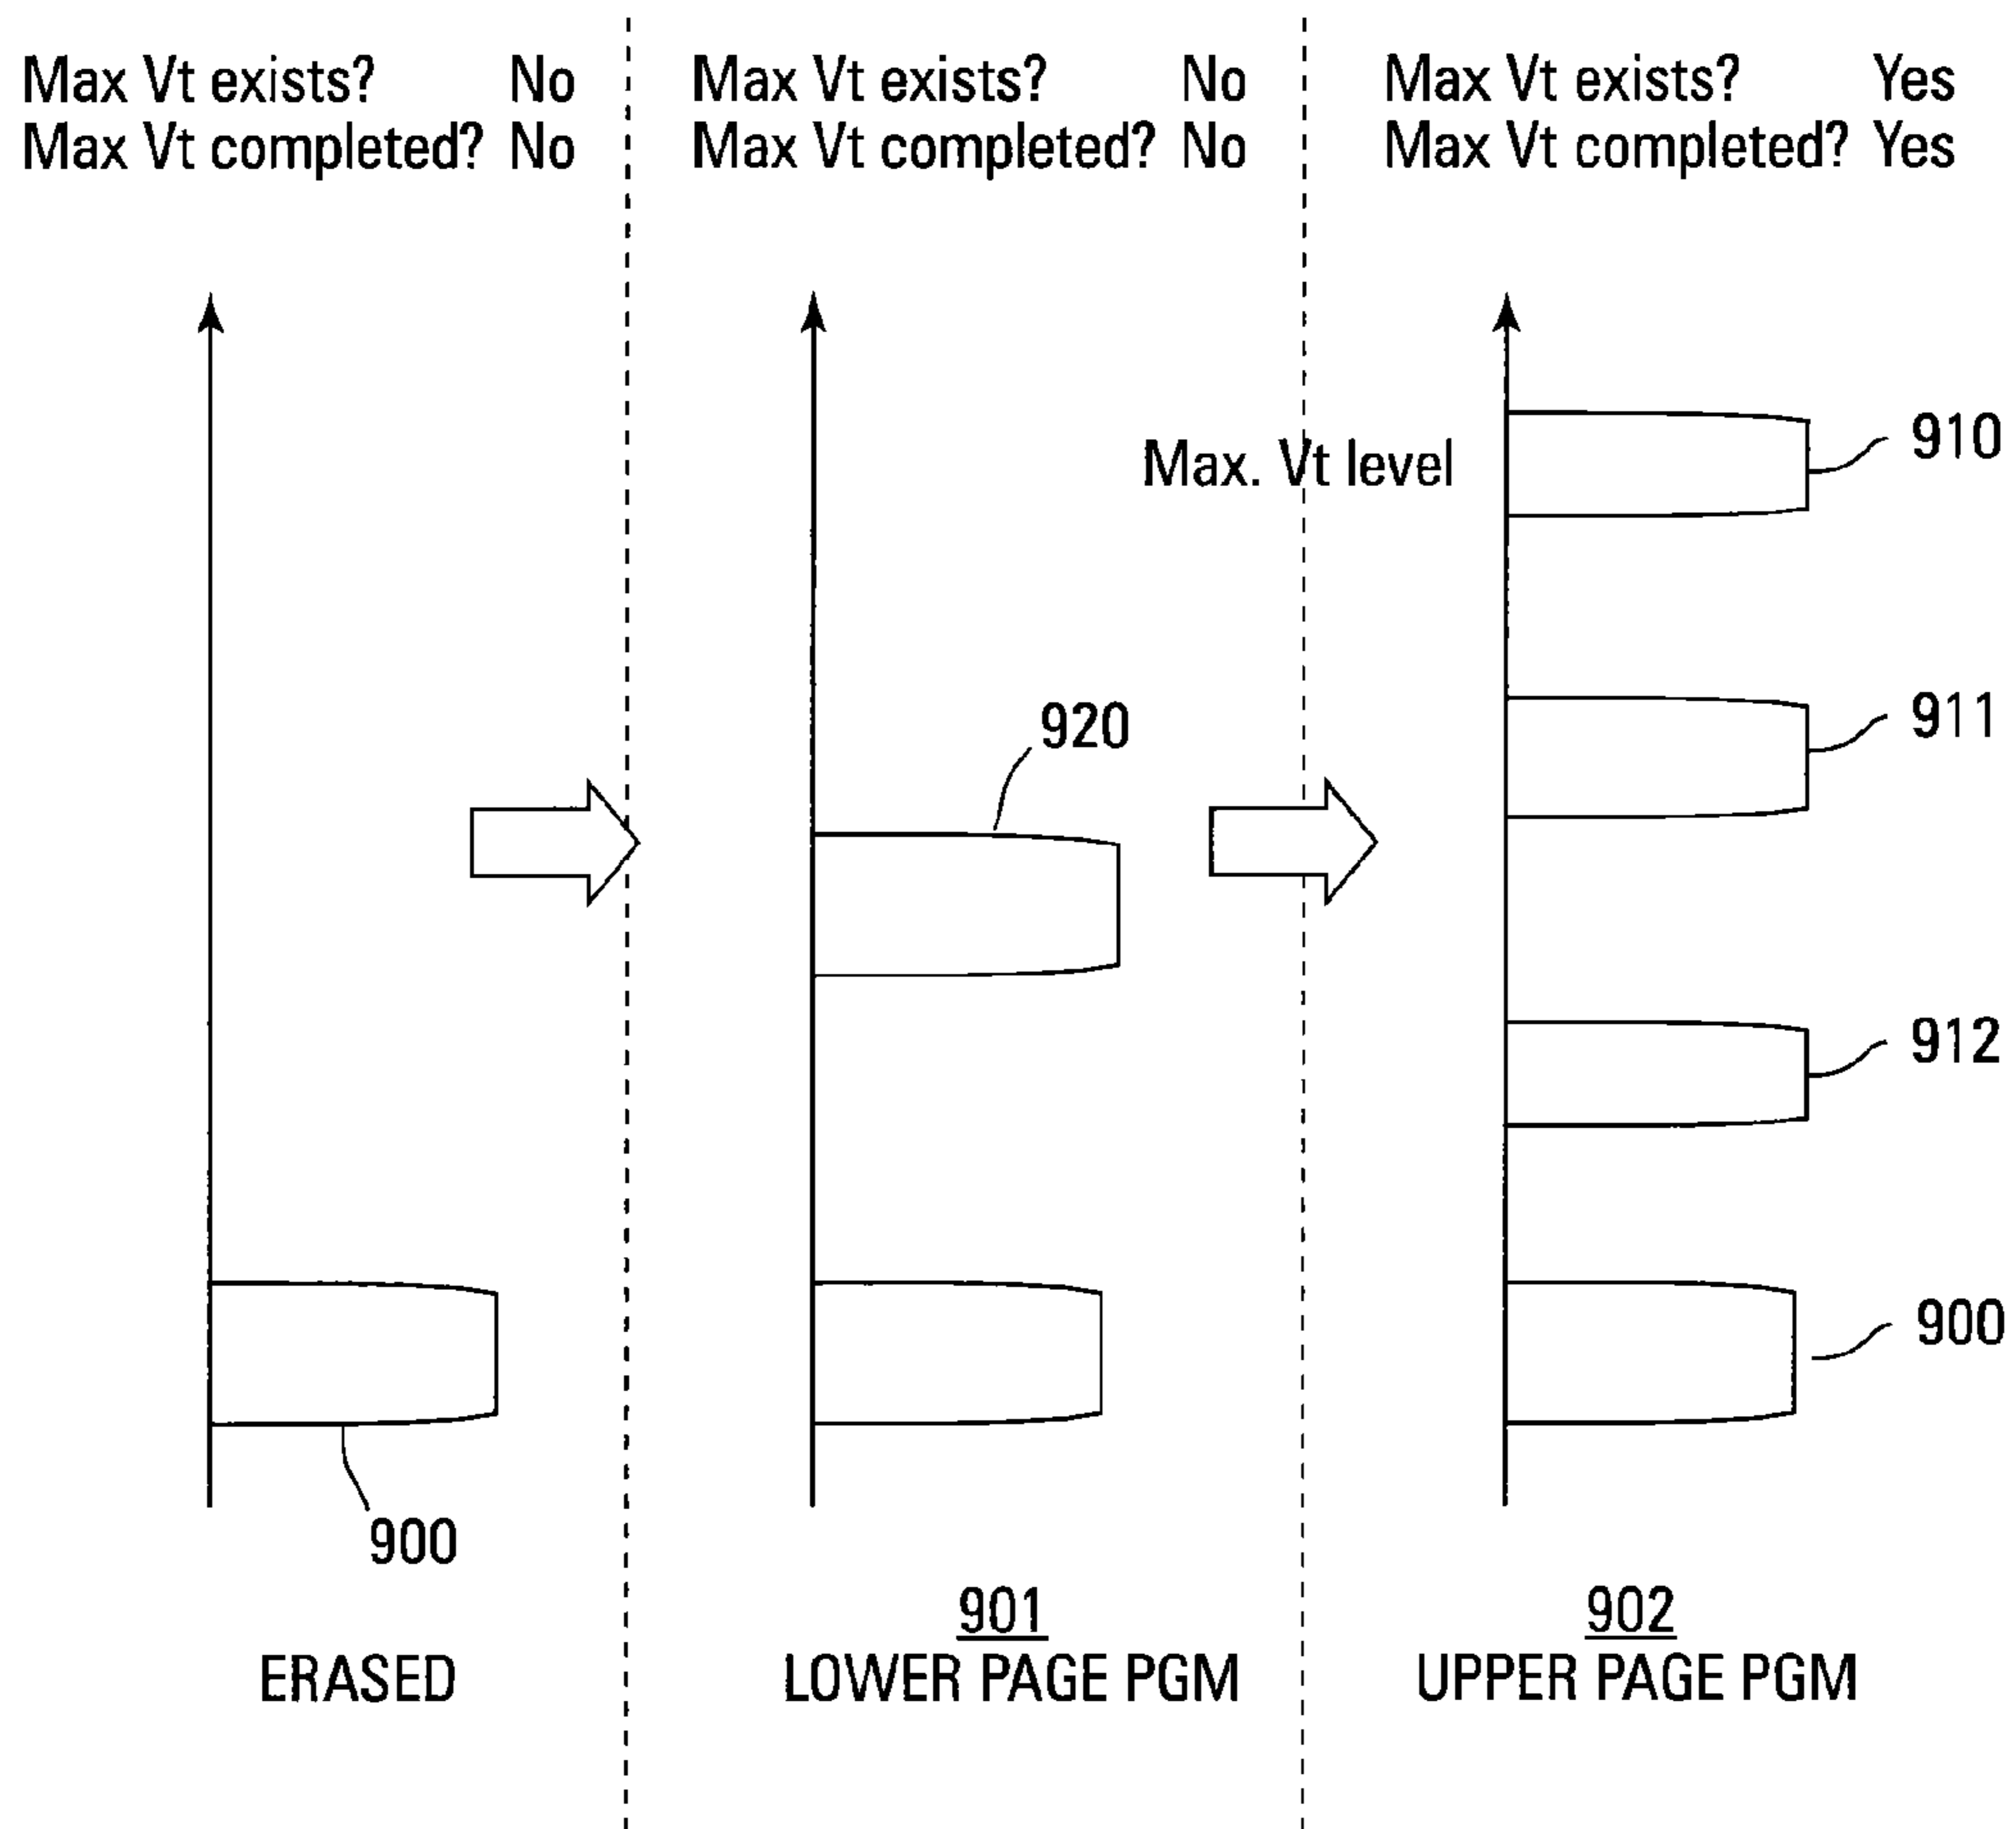 Max Vt exists? No
Max Vt completed? No
Max Vt exists? No
Max Vt completed? No
Max Vt exists? Yes
Max Vt completed? Yes
900
ERASED
920
901
LOWER PAGE PGM
Max. Vt level
910
911
912
900
902
UPPER PAGE PGM